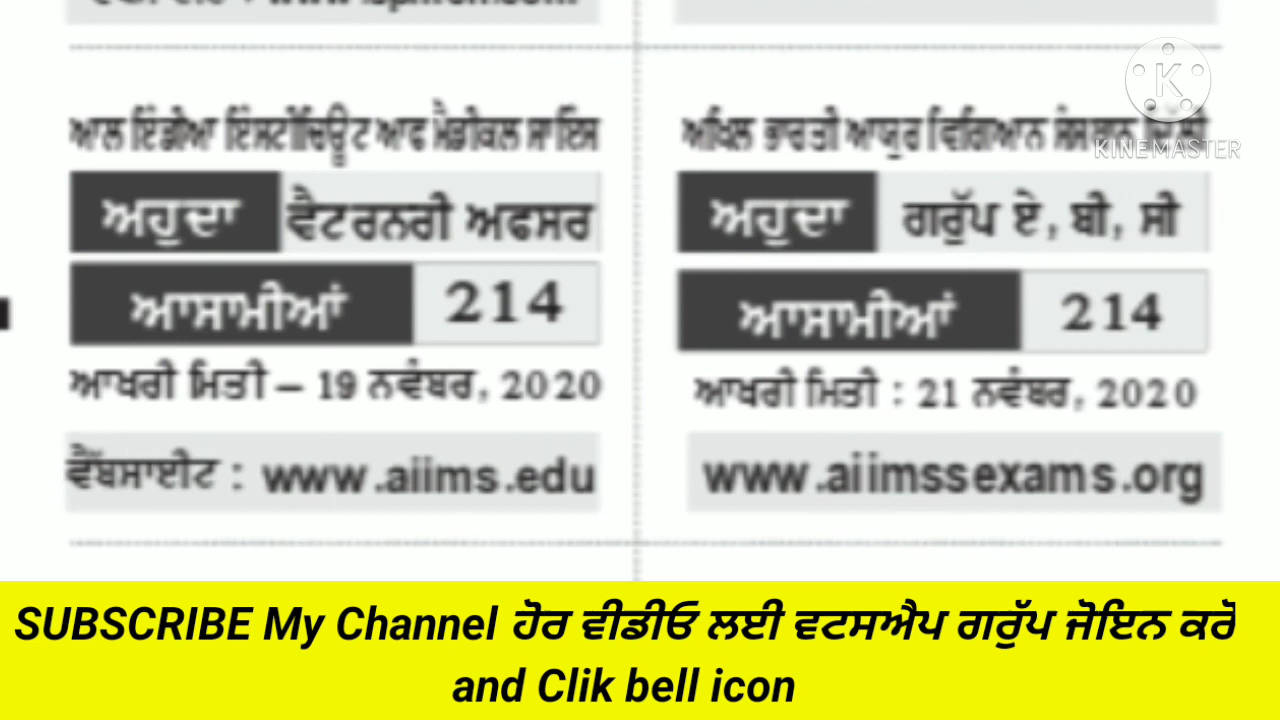 ਆਲ ਇੰਡੀਆ ਇੰਸਟੀਚਿਊਟ ਆਫ ਮੈਡੀਕਲ ਸਾਇੰਸ
ਅਹੁਦਾ ਵੈਟਰਨਰੀ ਅਫਸਰ
ਆਸਾਮੀਆਂ 214
ਆਖਰੀ ਮਿਤੀ – 19 ਨਵੰਬਰ, 2020
ਵੈੱਬਸਾਈਟ : www.aiims.edu
ਅਖਿਲ ਭਾਰਤੀ ਆਯੁਰ ਵਿਗਿਆਨ ਸੰਸਥਾਨ
ਅਹੁਦਾ ਗਰੁੱਪ ਏ, ਬੀ, ਸੀ
ਆਸਾਮੀਆਂ 214
ਆਖਰੀ ਮਿਤੀ : 21 ਨਵੰਬਰ, 2020
www.aiimssexams.org
K
KINEMASTER
SUBSCRIBE My Channel ਹੋਰ ਵੀਡੀਓ ਲਈ ਵਟਸਐਪ ਗਰੁੱਪ ਜੋਇਨ ਕਰੋ
and Clik bell icon